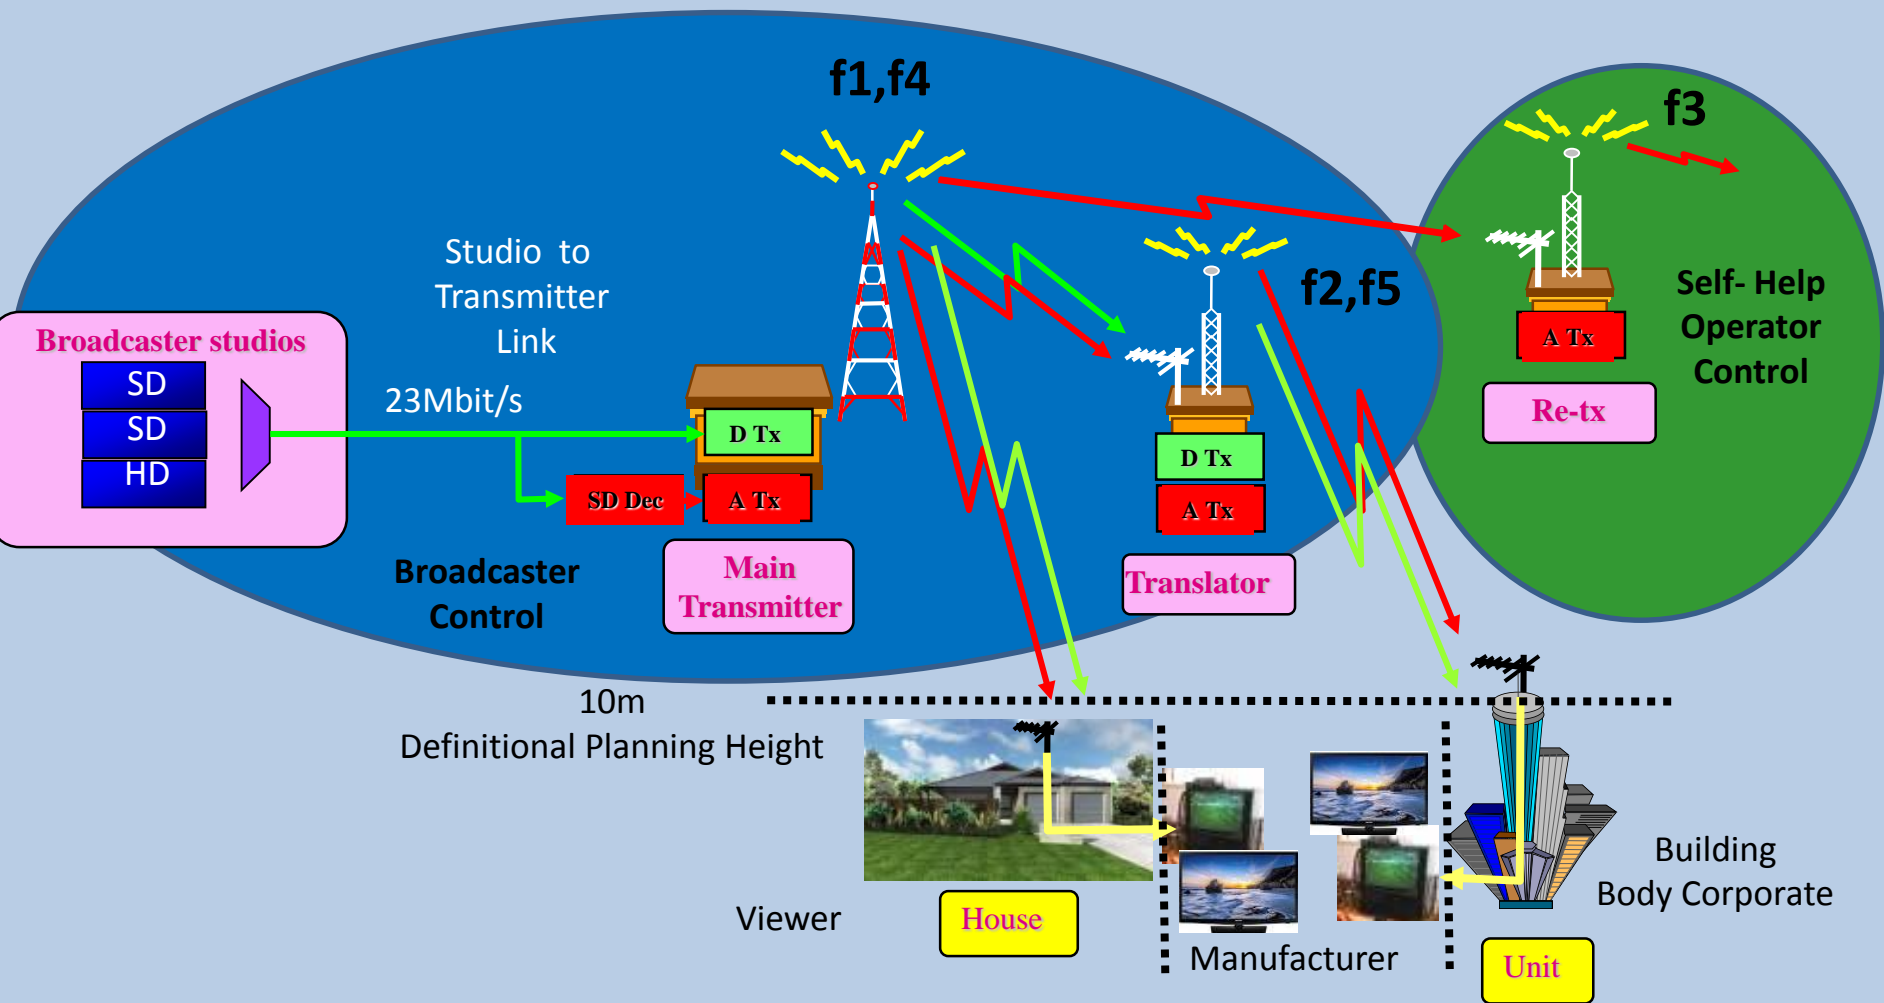 f1,f4
f3
Studio to
Transmitter
Link
f2,f5
Self- Help
Operator
Control
Broadcaster studios
SD
SD
HD
23Mbit/s
A Tx
Re-tx
D Tx
SD Dec
A Tx
D Tx
A Tx
Broadcaster
Control
Main
Transmitter
Translator
10m
Definitional Planning Height
Building
Body Corporate
Viewer
House
Manufacturer
Unit